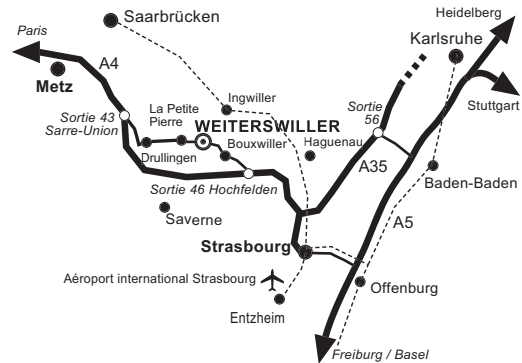 Heidelberg
Saarbrücken
Paris
Karlsruhe
A4
Metz
Stuttgart
Ingwiller
Sortie
56
La Petite
Pierre
Sortie 43
Sarre-Union
WEITERSWILLER
Bouxwiller
Haguenau
Drullingen
A35
Sortie 46 Hochfelden
Baden-Baden
Saverne
A5
Strasbourg
Aéroport international Strasbourg
Offenburg
Entzheim
Freiburg / Basel